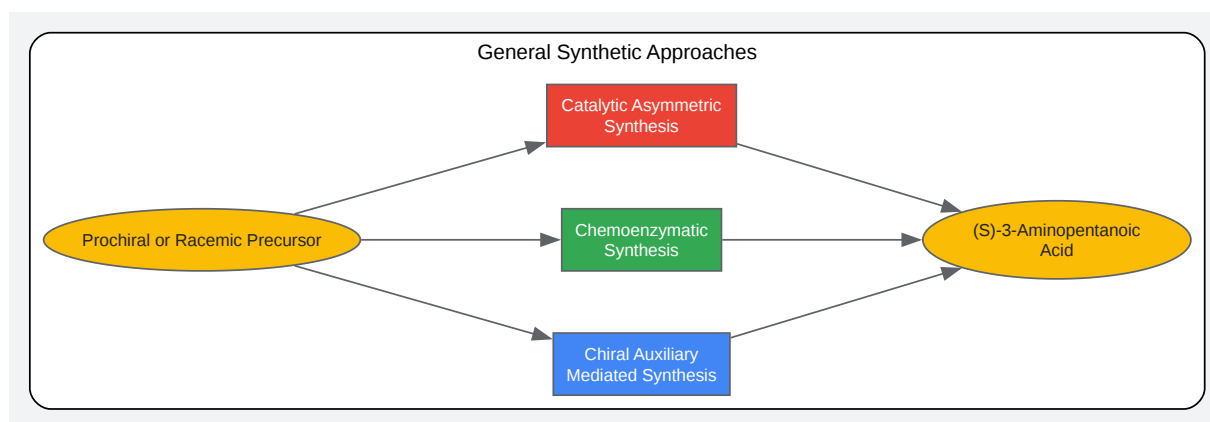 General Synthetic Approaches
Catalytic Asymmetric
Synthesis
Prochiral or Racemic Precursor
Chemoenzymatic
Synthesis
(S)-3-Aminopentanoic
Acid
Chiral Auxiliary
Mediated Synthesis